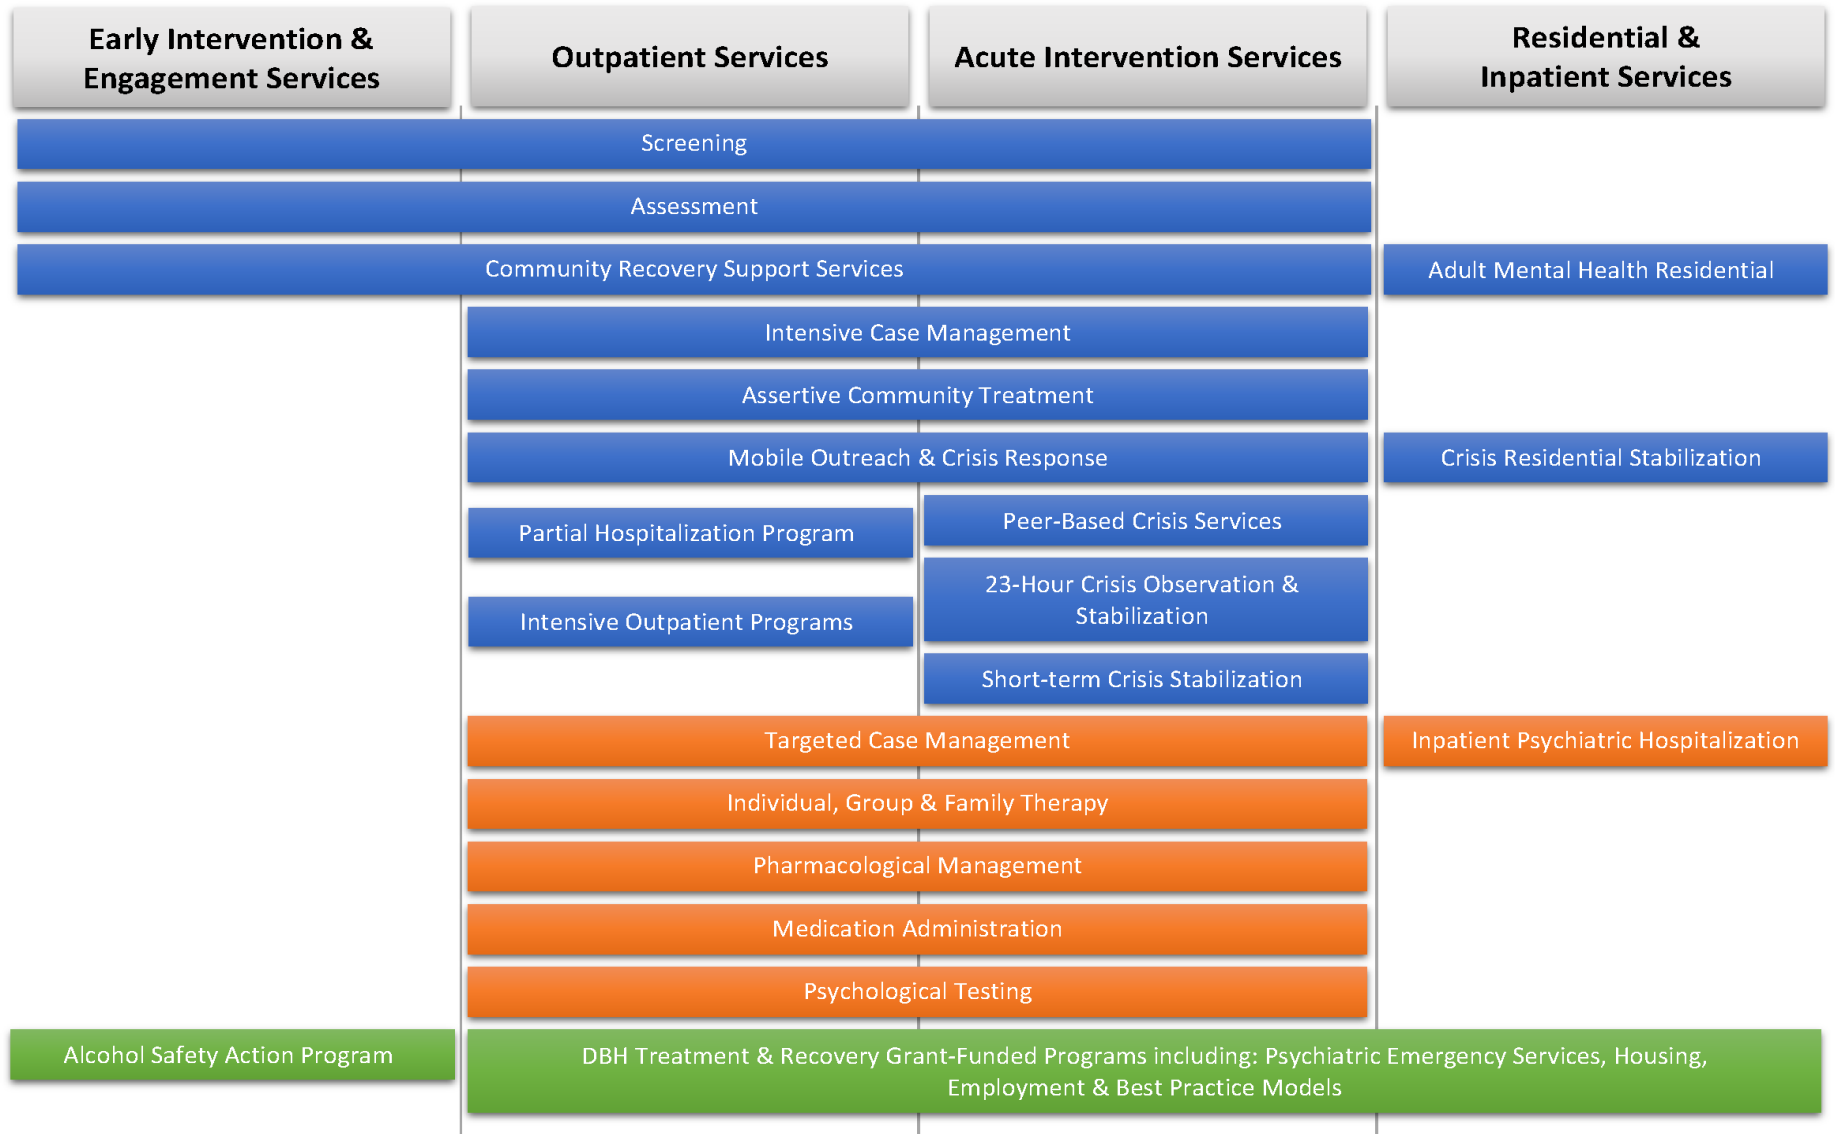 Early Intervention &
Engagement Services
Outpatient Services
Acute Intervention Services
Residential &
Inpatient Services
Screening
Assessment
Community Recovery Support Services
Adult Mental Health Residential
Intensive Case Management
Assertive Community Treatment
Mobile Outreach & Crisis Response
Crisis Residential Stabilization
Partial Hospitalization Program
Peer-Based Crisis Services
23-Hour Crisis Observation &
Stabilization
Intensive Outpatient Programs
Short-term Crisis Stabilization
Targeted Case Management
Inpatient Psychiatric Hospitalization
Individual, Group & Family Therapy
Pharmacological Management
Medication Administration
Psychological Testing
Alcohol Safety Action Program
DBH Treatment & Recovery Grant-Funded Programs including: Psychiatric Emergency Services, Housing,
Employment & Best Practice Models